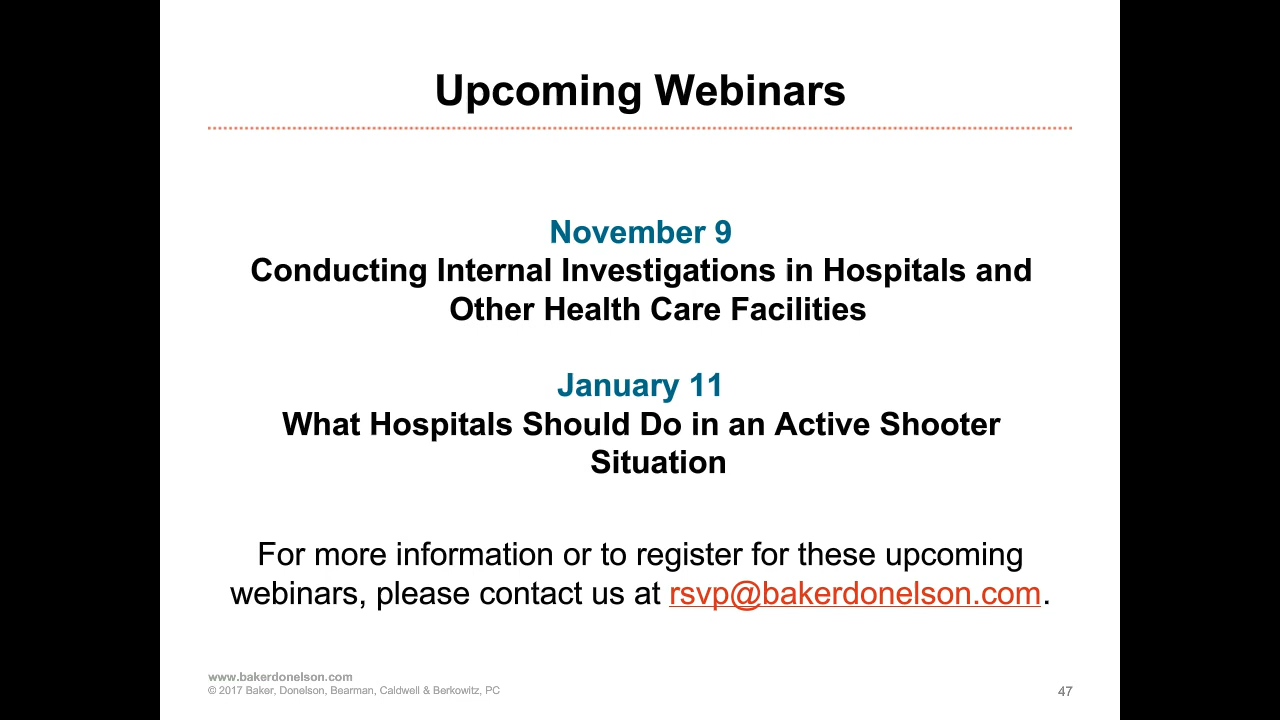 Upcoming Webinars
November 9
Conducting Internal Investigations in Hospitals and
Other Health Care Facilities
January 11
What Hospitals Should Do in an Active Shooter
Situation
For more information or to register for these upcoming
webinars, please contact us at rsvp@bakerdonelson.com.
www.bakerdonelson.com
© 2017 Baker, Donelson, Bearman, Caldwell & Berkowitz, PC
47